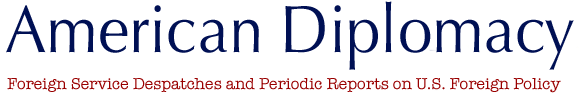 American Diplomacy
Foreign Service Despatches and Periodic Reports on U.S. Foreign Policy